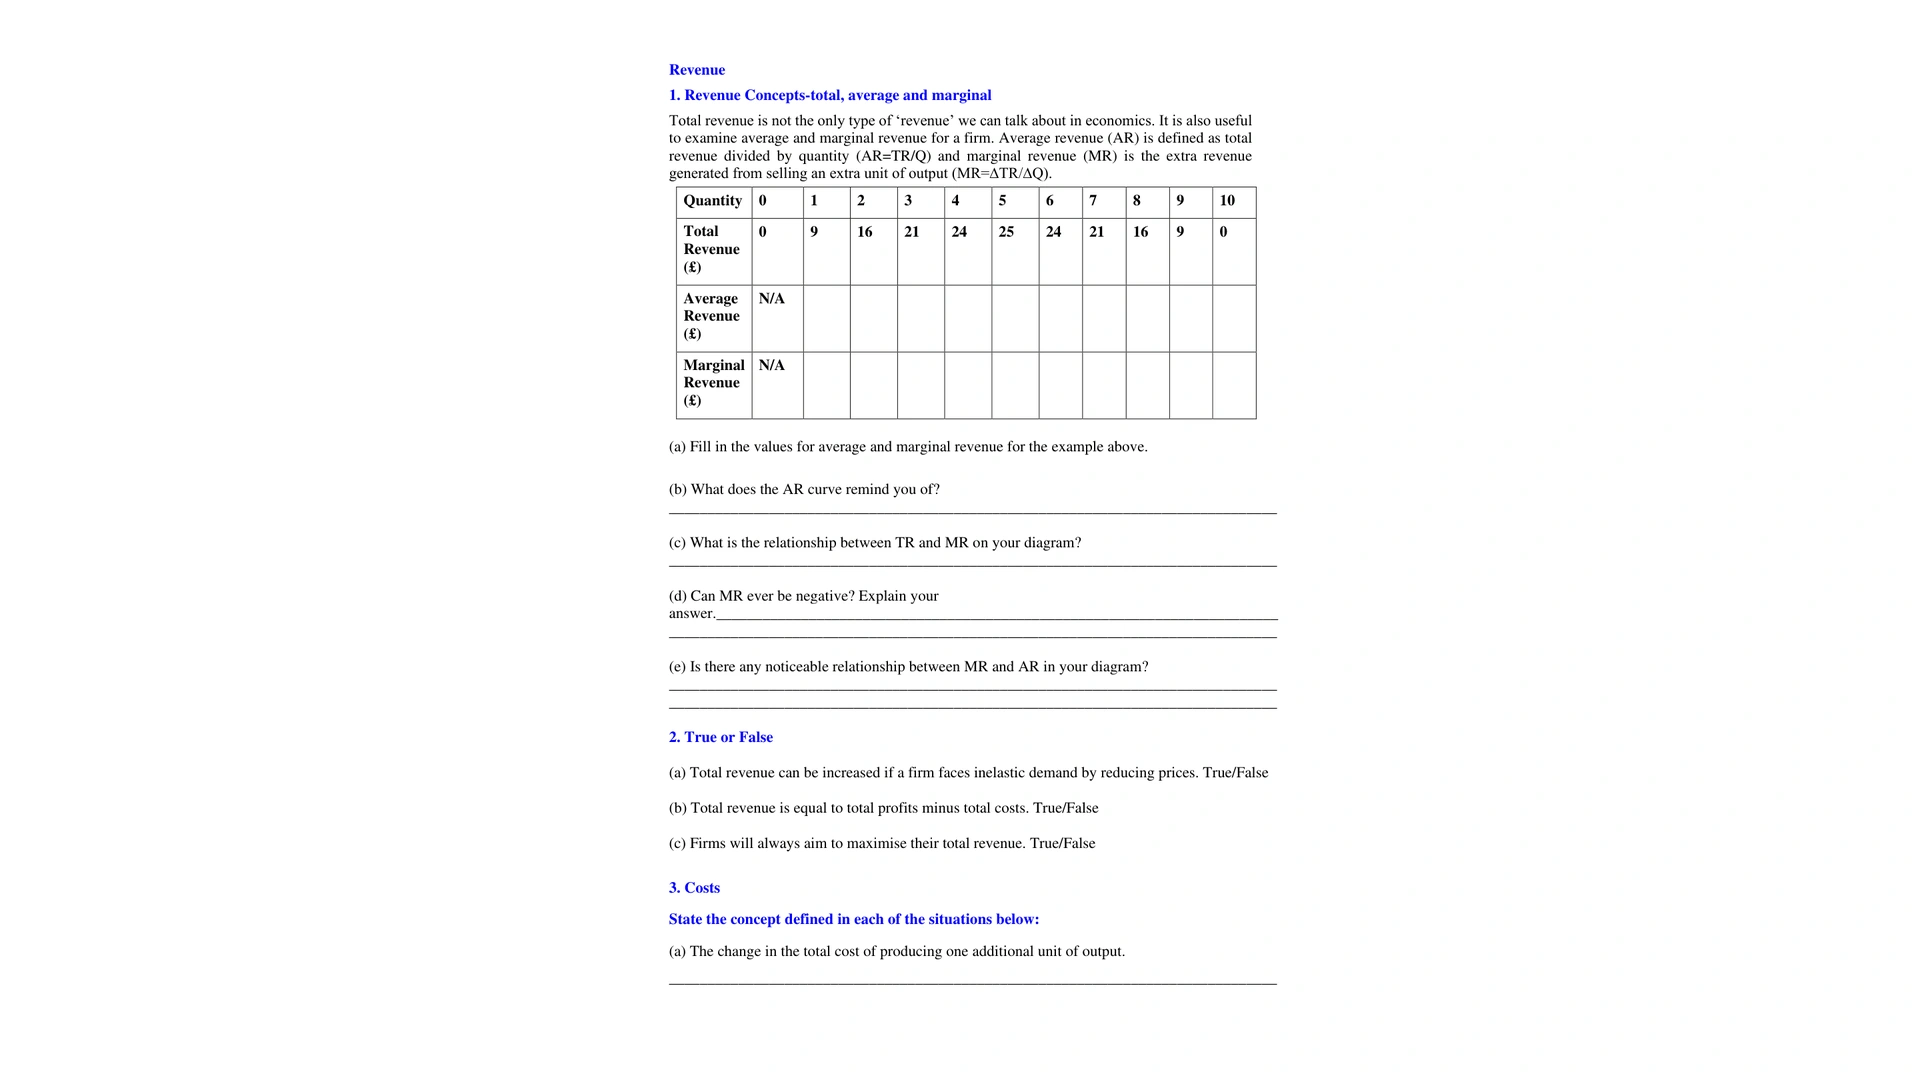 Revenue
1. Revenue Concepts-total, average and marginal
Total revenue is not the only type of ‘revenue’ we can talk about in economics. It is also useful
to examine average and marginal revenue for a firm. Average revenue (AR) is defined as total
revenue divided by quantity (AR=TR/Q) and marginal revenue (MR) is the extra revenue
generated from selling an extra unit of output (MR=ΔTR/ΔQ).
Quantity 0 1 2 3 4 5 6 7 8 9 10
Total 0 9 16 21 24 25 24 21 16 9 0
Revenue
(£)
Average N/A
Revenue
(£)
Marginal N/A
Revenue
(£)
(a) Fill in the values for average and marginal revenue for the example above.
(b) What does the AR curve remind you of?
(c) What is the relationship between TR and MR on your diagram?
(d) Can MR ever be negative? Explain your
answer.
(e) Is there any noticeable relationship between MR and AR in your diagram?
2. True or False
(a) Total revenue can be increased if a firm faces inelastic demand by reducing prices. True/False
(b) Total revenue is equal to total profits minus total costs. True/False
(c) Firms will always aim to maximise their total revenue. True/False
3. Costs
State the concept defined in each of the situations below:
(a) The change in the total cost of producing one additional unit of output.